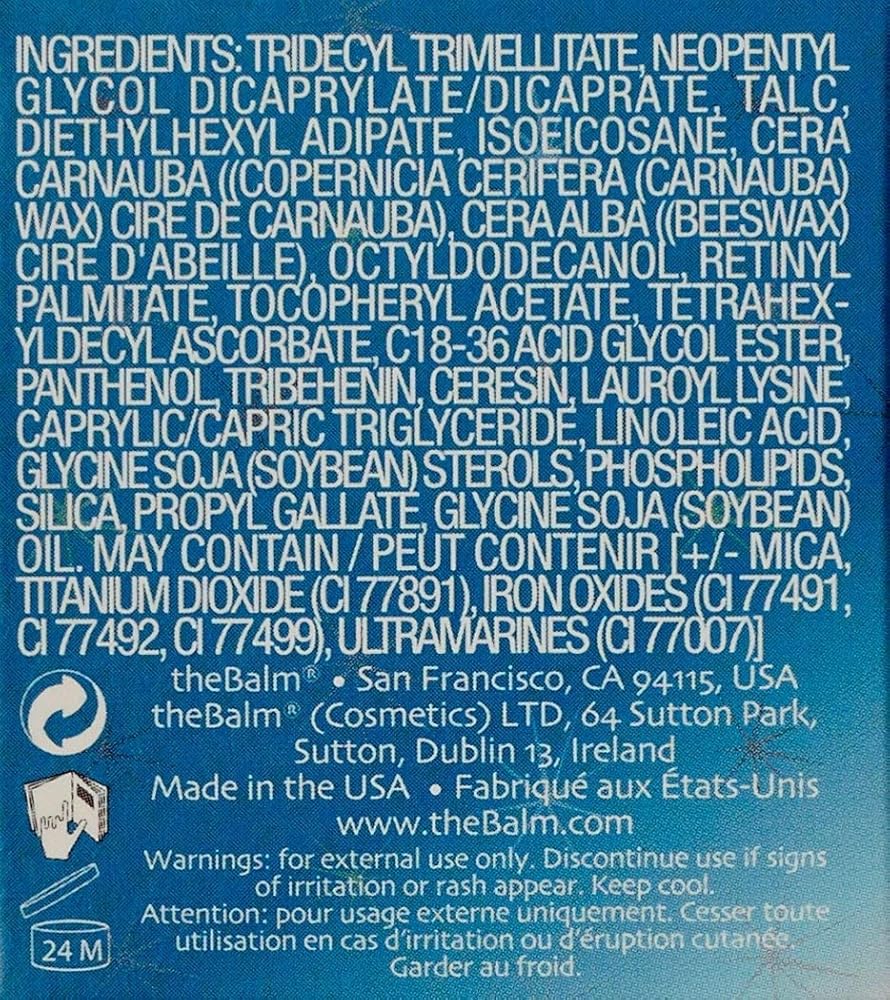 INGREDIENTS: TRIDECYL TRIMELLITATE, NEOPENTYL
GLYCOL DICAPRYLATE/DICAPRATE, TALC,
DIETHYLHEXYL ADIPATE, ISOEICOSANE, CERA
CARNAUBA ((COPERNICIA CERIFERA (CARNAUBA)
WAX) CIRE DE CARNAUBA), CERA ALBA ((BEESWAX)
CIRE D'ABEILLE), OCTYLDODECANOL, RETINYL
PALMITATE, TOCOPHERYL ACETATE, TETRAHEX-
YLDECYL ASCORBATE, C18-36 ACID GLYCOL ESTER,
PANTHENOL, TRIBEHENIN, CERESIN, LAUROYL LYSINE,
CAPRYLIC/CAPRIC TRIGLYCERIDE, LINOLEIC ACID,
GLYCINE SOJA (SOYBEAN) STEROLS, PHOSPHOLIPIDS,
SILICA, PROPYL GALLATE, GLYCINE SOJA (SOYBEAN)
OIL. MAY CONTAIN / PEUT CONTENIR [+/- MICA,
TITANIUM DIOXIDE (CI 77891), IRON OXIDES (CI 77491,
CI 77492, CI 77499), ULTRAMARINES (CI 77007)]
theBalm® • San Francisco, CA 94115, USA
theBalm® (Cosmetics) LTD, 64 Sutton Park,
Sutton, Dublin 13, Ireland
Made in the USA • Fabriqué aux États-Unis
www.theBalm.com
Warnings: for external use only. Discontinue use if signs
of irritation or rash appear. Keep cool.
Attention: pour usage externe uniquement. Cesser toute
utilisation en cas d'irritation ou d'éruption cutanée.
Garder au froid.
24 M